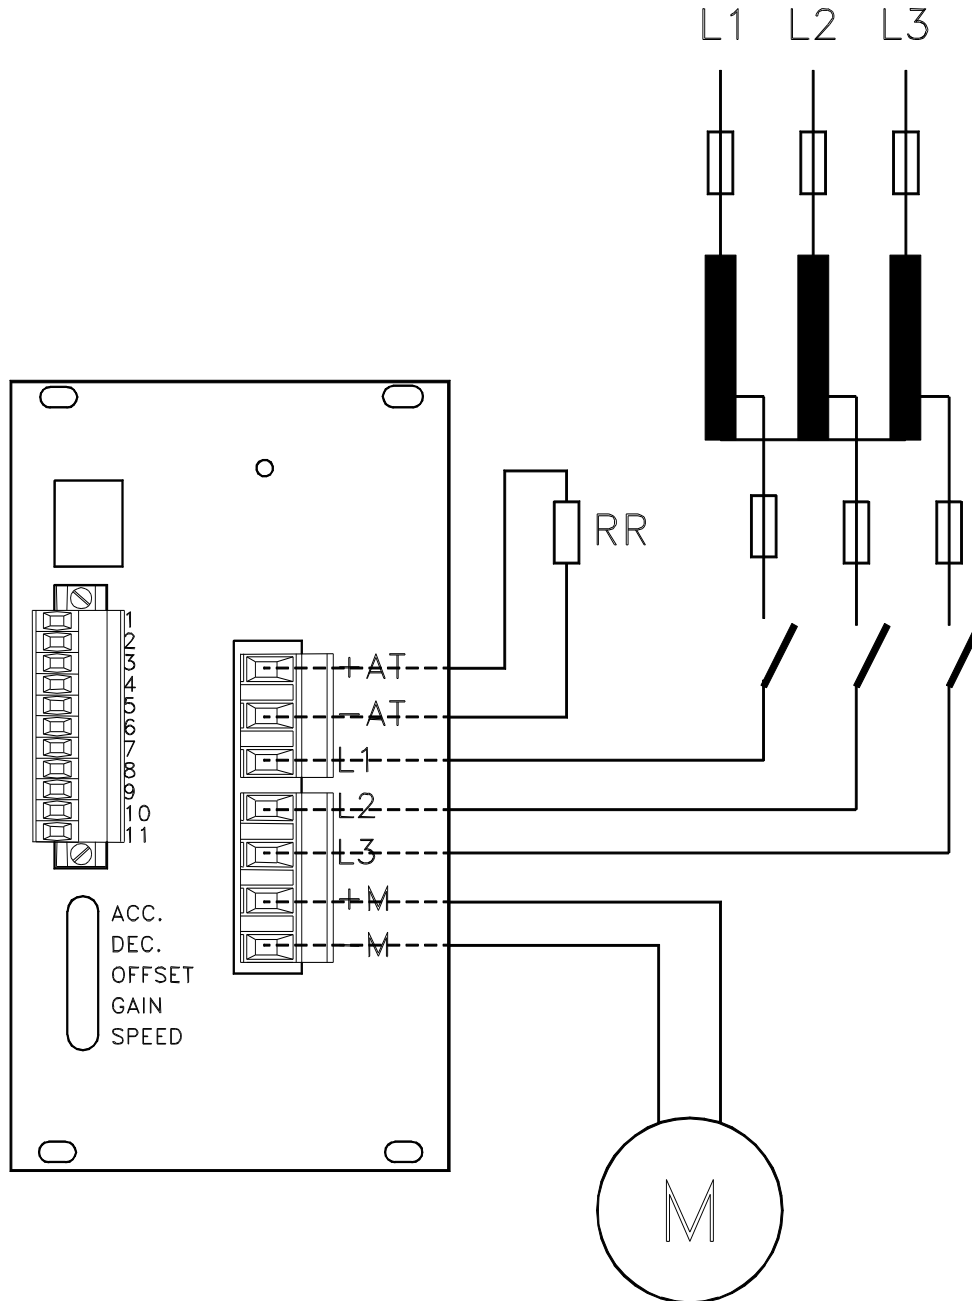 L1 L2 L3
RR
1
2
3
4
5
6
7
8
9
10
11
+AT
-AT
L1
L2
L3
+M
-M
ACC.
DEC.
OFFSET
GAIN
SPEED
M